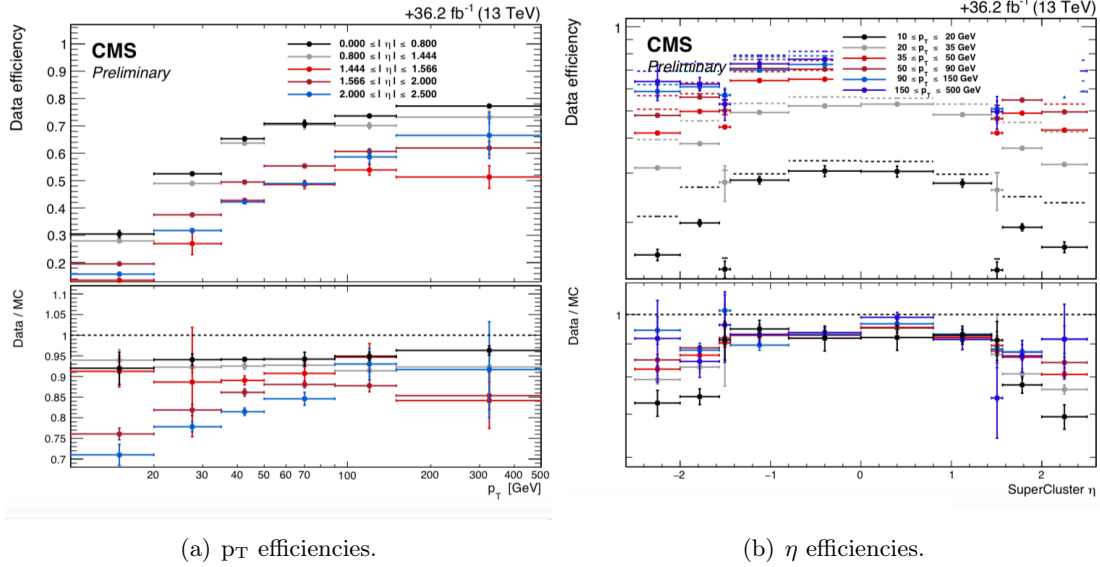 +36.2 fb⁻¹ (13 TeV)
Data efficiency
CMS
Preliminary
0.000 ≤| η | ≤ 0.800
0.800 ≤| η | ≤ 1.444
1.444 ≤| η | ≤ 1.566
1.566 ≤| η | ≤ 2.000
2.000 ≤| η | ≤ 2.500
1
0.9
0.8
0.7
0.6
0.5
0.4
0.3
0.2
Data / MC
1.1
1.05
1
0.95
0.9
0.85
0.8
0.75
0.7
20 30 40 50 60 70 100 200 300 400 500
p_T [GeV]
(a) p_T efficiencies.
+36.2 fb⁻¹ (13 TeV)
Data efficiency
CMS
Preliminary
10 ≤ p_T ≤ 20 GeV
20 ≤ p_T ≤ 35 GeV
35 ≤ p_T ≤ 50 GeV
50 ≤ p_T ≤ 90 GeV
90 ≤ p_T ≤ 150 GeV
150 ≤ p_T ≤ 500 GeV
1
Data / MC
1
−2 −1 0 1 2
SuperCluster η
(b) η efficiencies.